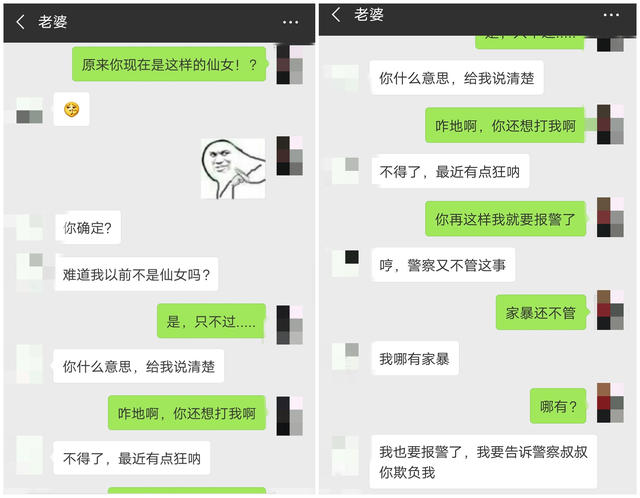 老婆
原来你现在是这样的仙女！？
你确定？
难道我以前不是仙女吗？
是，只不过.....
你什么意思，给我说清楚
咋地啊，你还想打我啊
不得了，最近有点狂呐
老婆
是，只不过.....
你什么意思，给我说清楚
咋地啊，你还想打我啊
不得了，最近有点狂呐
你再这样我就要报警了
哼，警察又不管这事
家暴还不管
我哪有家暴
哪有？
我也要报警了，我要告诉警察叔叔
你欺负我